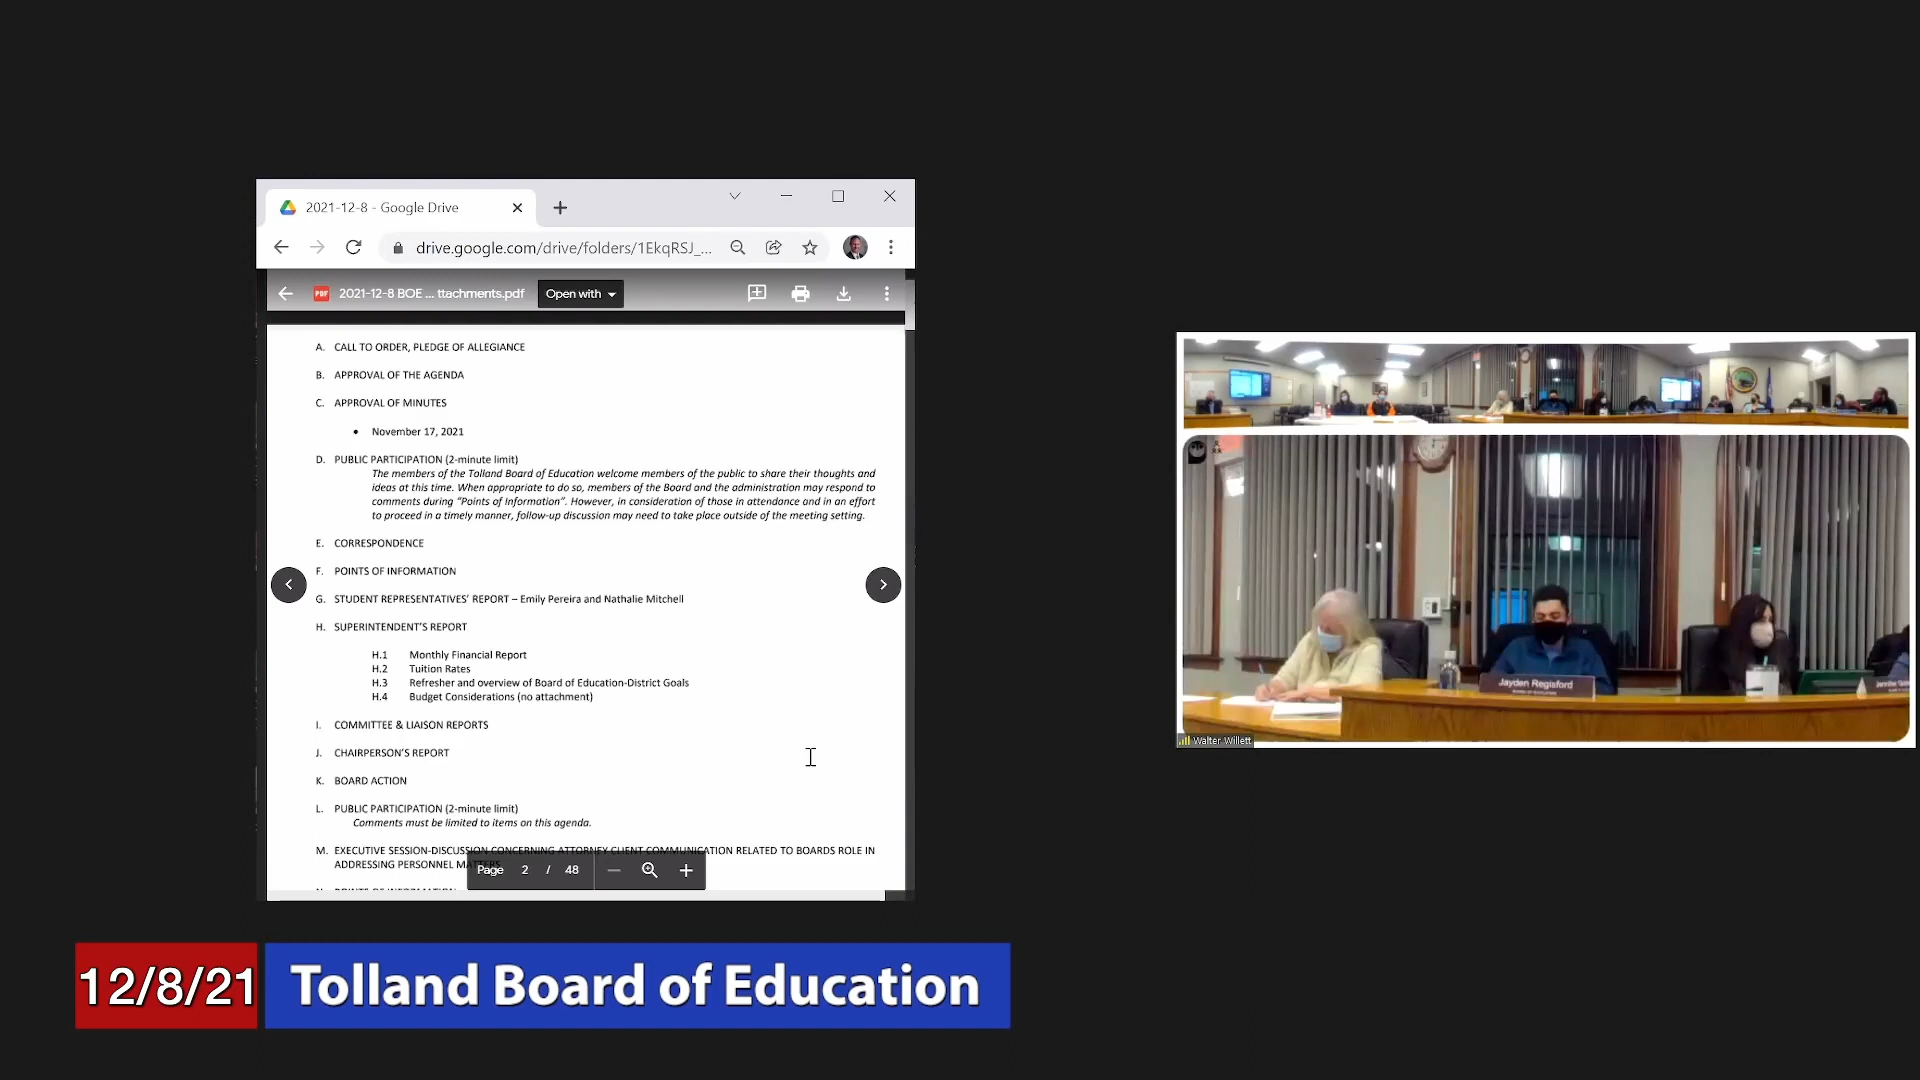 2021-12-8 - Google Drive
drive.google.com/drive/folders/1EkqRSJ_...
PDF
2021-12-8 BOE ... ttachments.pdf
Open with
A. CALL TO ORDER, PLEDGE OF ALLEGIANCE
B. APPROVAL OF THE AGENDA
C. APPROVAL OF MINUTES
• November 17, 2021
D. PUBLIC PARTICIPATION (2-minute limit)
The members of the Tolland Board of Education welcome members of the public to share their thoughts and
ideas at this time. When appropriate to do so, members of the Board and the administration may respond to
comments during “Points of Information”. However, in consideration of those in attendance and in an effort
to proceed in a timely manner, follow-up discussion may need to take place outside of the meeting setting.
E. CORRESPONDENCE
F. POINTS OF INFORMATION
G. STUDENT REPRESENTATIVES’ REPORT – Emily Pereira and Nathalie Mitchell
H. SUPERINTENDENT’S REPORT
H.1 Monthly Financial Report
H.2 Tuition Rates
H.3 Refresher and overview of Board of Education-District Goals
H.4 Budget Considerations (no attachment)
I. COMMITTEE & LIAISON REPORTS
J. CHAIRPERSON’S REPORT
K. BOARD ACTION
L. PUBLIC PARTICIPATION (2-minute limit)
Comments must be limited to items on this agenda.
M. EXECUTIVE SESSION-DISCUSSION CONCERNING ATTORNEY CLIENT COMMUNICATION RELATED TO BOARDS ROLE IN
ADDRESSING PERSONNEL MATTERS
Page 2 / 48
Jayden Regisford
Walter Willett
12/8/21 Tolland Board of Education